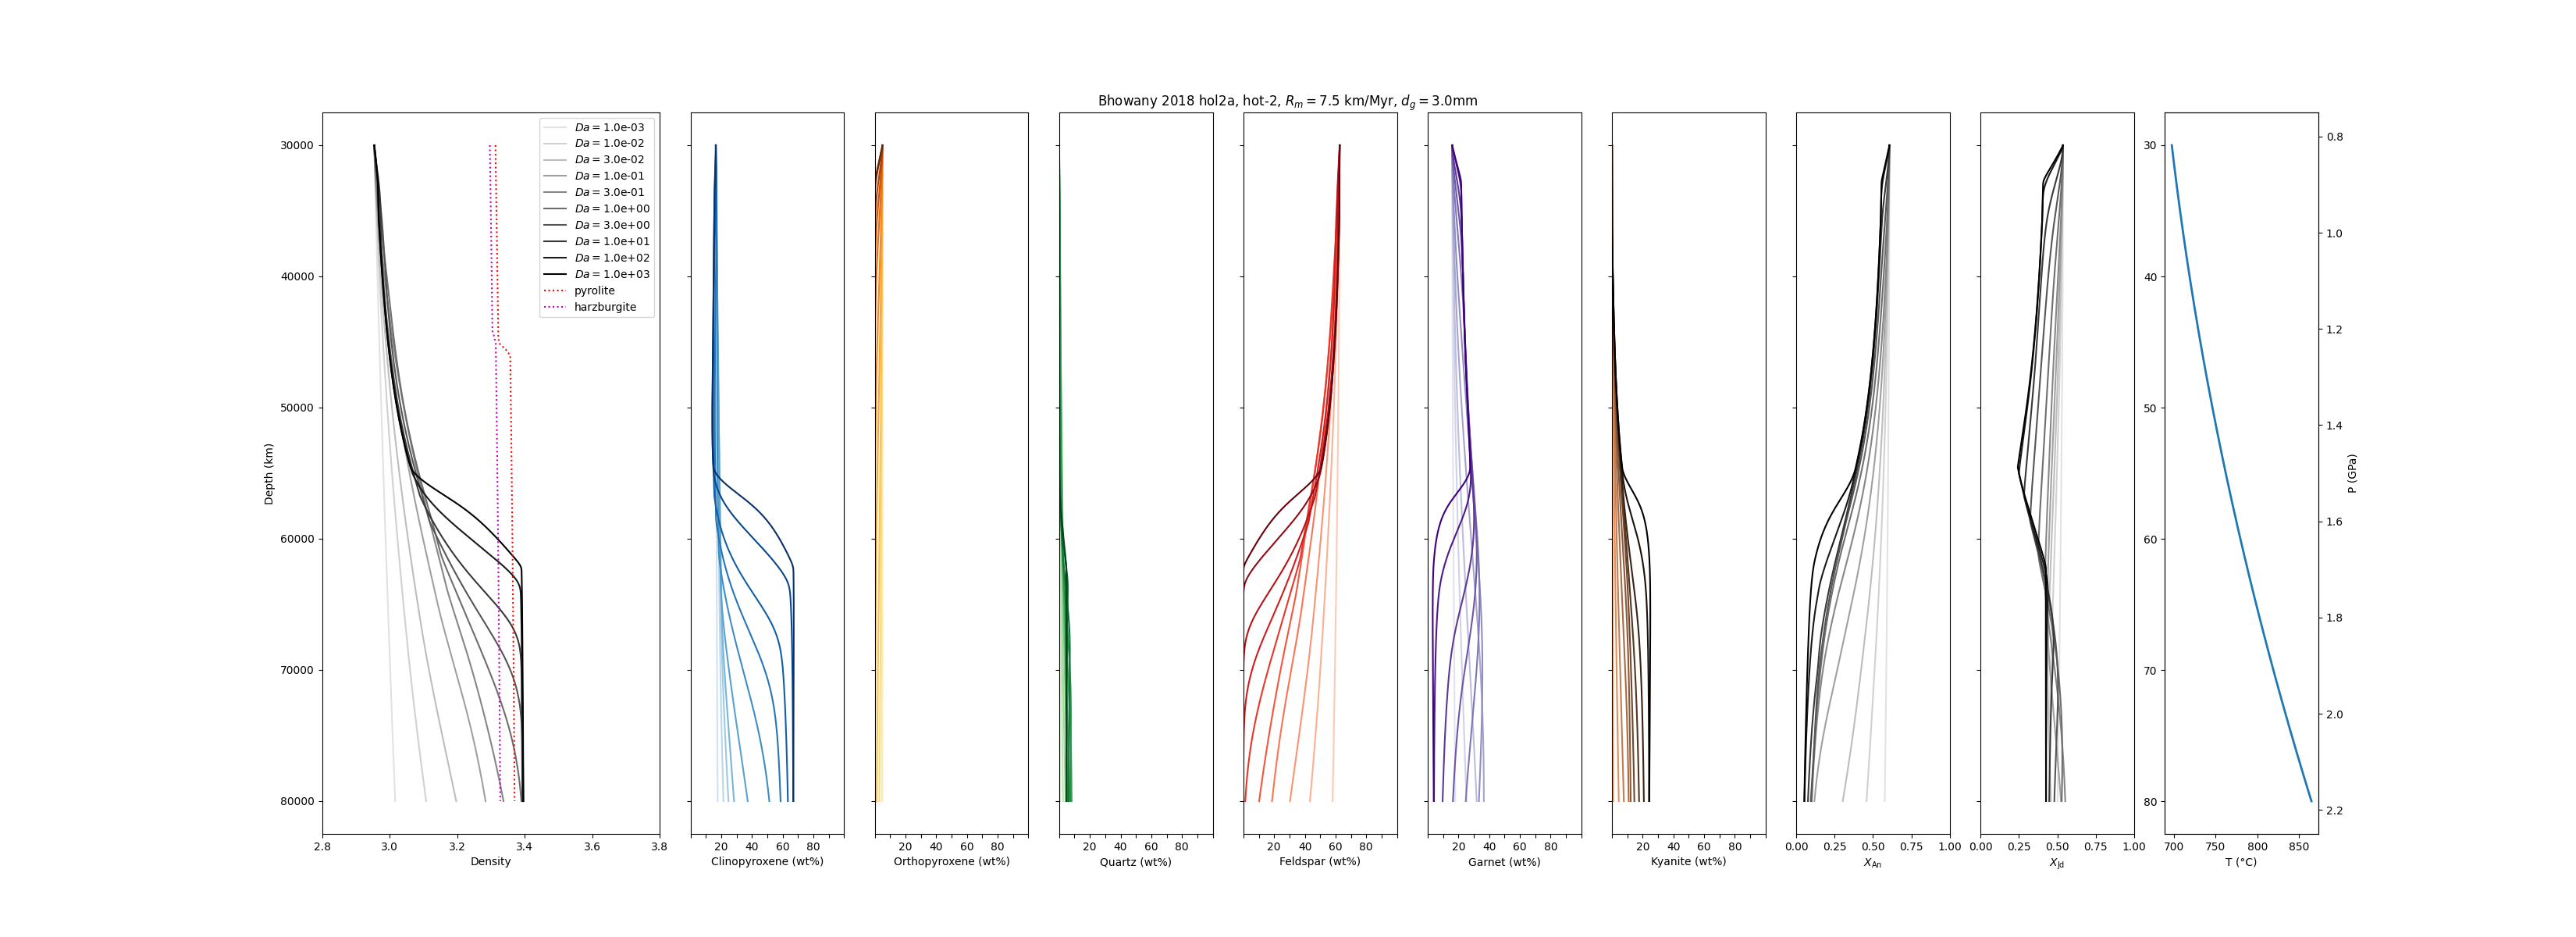 Bhowany 2018 hol2a, hot-2, R_m = 7.5 km/Myr, d_g = 3.0mm
Da = 1.0e-03
Da = 1.0e-02
Da = 3.0e-02
Da = 1.0e-01
Da = 3.0e-01
Da = 1.0e+00
Da = 3.0e+00
Da = 1.0e+01
Da = 1.0e+02
Da = 1.0e+03
pyrolite
harzburgite
30000
40000
50000
60000
70000
80000
Depth (km)
2.8 3.0 3.2 3.4 3.6 3.8
Density
20 40 60 80
Clinopyroxene (wt%)
20 40 60 80
Orthopyroxene (wt%)
20 40 60 80
Quartz (wt%)
20 40 60 80
Feldspar (wt%)
20 40 60 80
Garnet (wt%)
20 40 60 80
Kyanite (wt%)
0.00 0.25 0.50 0.75 1.00
X_An
0.00 0.25 0.50 0.75 1.00
X_Jd
30
40
50
60
70
80
700 750 800 850
T (°C)
0.8
1.0
1.2
1.4
1.6
1.8
2.0
2.2
P (GPa)